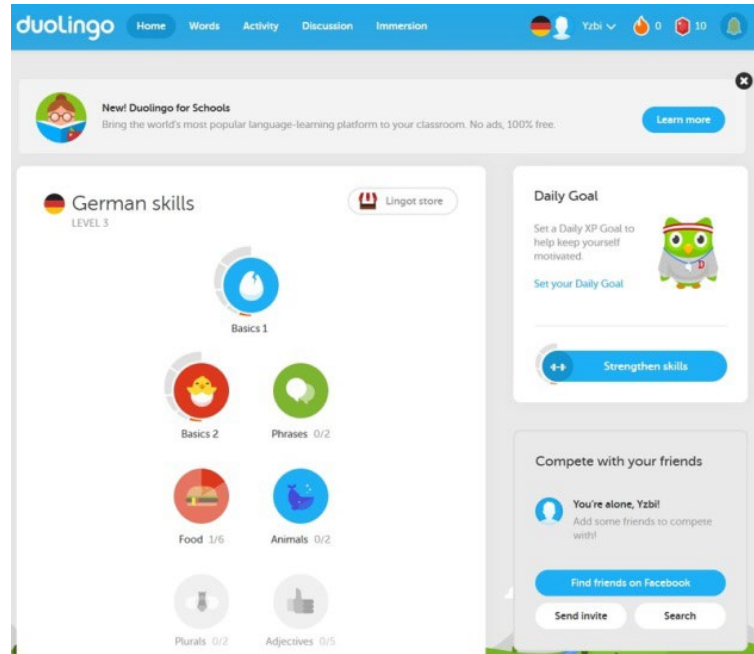 duolingo Home Words Activity Discussion Immersion Yzbi 0 10
New! Duolingo for Schools
Bring the world's most popular language-learning platform to your classroom. No ads, 100% free.
Learn more
German skills
LEVEL 3
Lingot store
Basics 1
Basics 2
Phrases 0/2
Food 1/6
Animals 0/2
Plurals 0/2
Adjectives 0/5
Daily Goal
Set a Daily XP Goal to
help keep yourself
motivated.
Set your Daily Goal
Strengthen skills
Compete with your friends
You're alone, Yzbi!
Add some friends to compete
with!
Find friends on Facebook
Send invite
Search